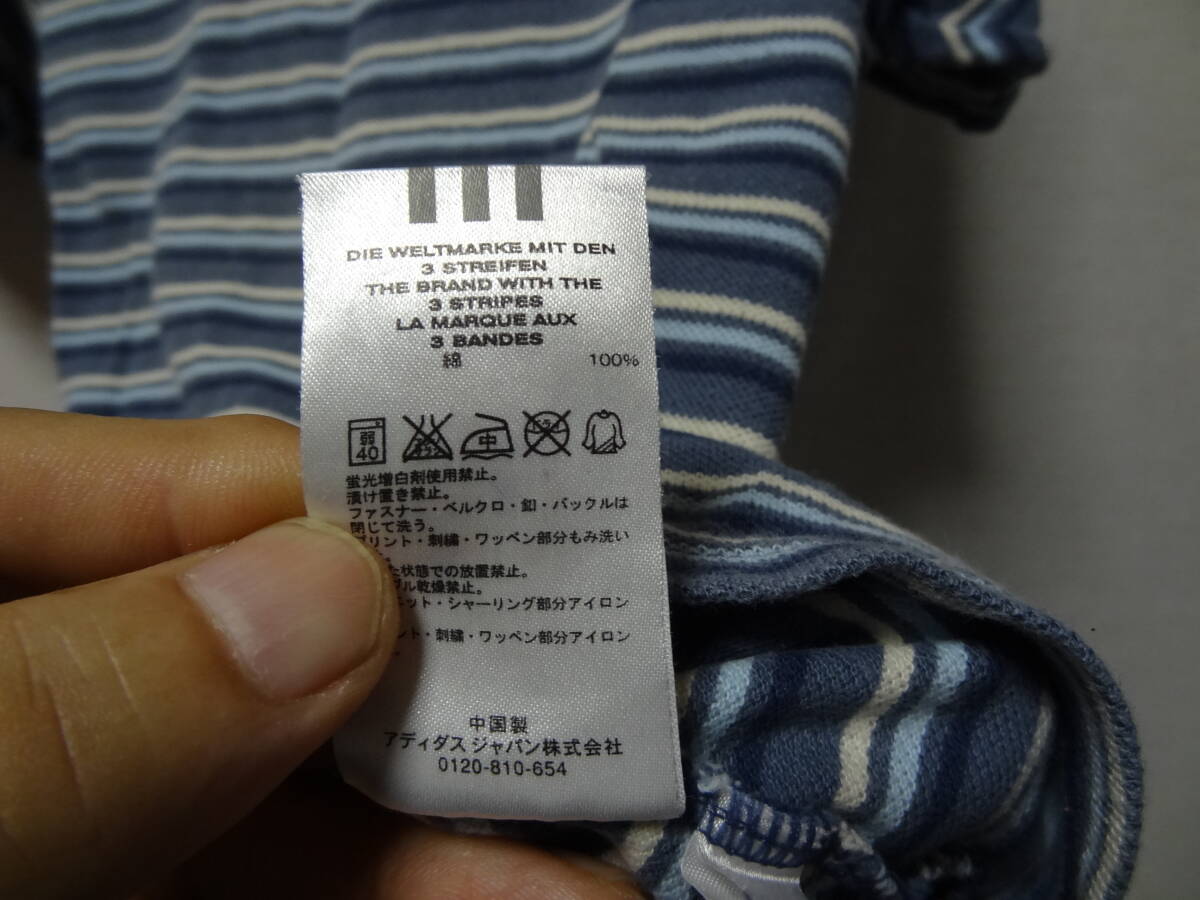 DIE WELTMARKE MIT DEN
3 STREIFEN
THE BRAND WITH THE
3 STRIPES
LA MARQUE AUX
3 BANDES
綿 100%
弱
40
中
蛍光増白剤使用禁止。
漬け置き禁止。
ファスナー・ベルクロ・釦・バックルは
閉じて洗う。
プリント・刺繍・ワッペン部分もみ洗い
た状態での放置禁止。
ル乾燥禁止。
ット・シャーリング部分アイロン
ント・刺繍・ワッペン部分アイロン
中国製
アディダス ジャパン株式会社
0120-810-654